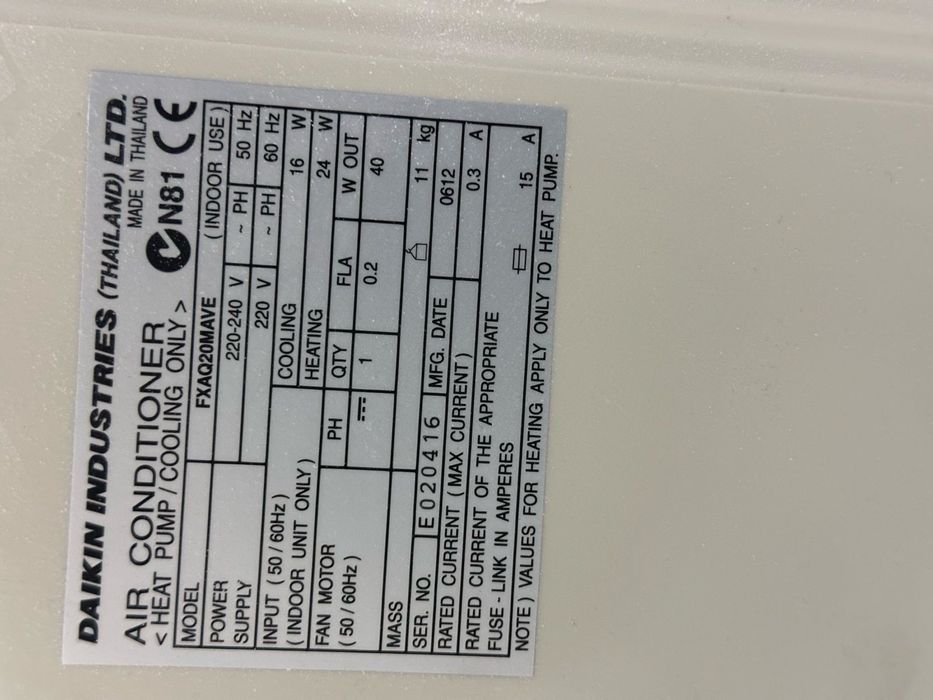 DAIKIN INDUSTRIES (THAILAND) LTD.
MADE IN THAILAND
AIR CONDITIONER
< HEAT PUMP / COOLING ONLY > N81 CE
MODEL FXAQ20MAVE ( INDOOR USE )
POWER SUPPLY 220-240 V ~ PH 50 Hz
220 V ~ PH 60 Hz
INPUT ( 50 / 60Hz ) COOLING 16 W
( INDOOR UNIT ONLY ) HEATING 24 W
FAN MOTOR PH QTY FLA W OUT
( 50 / 60Hz ) 1 0.2 40
MASS 11 kg
SER. NO. E020416 MFG. DATE 0612
RATED CURRENT ( MAX CURRENT ) 0.3 A
RATED CURRENT OF THE APPROPRIATE
FUSE - LINK IN AMPERES 15 A
NOTE ) VALUES FOR HEATING APPLY ONLY TO HEAT PUMP.